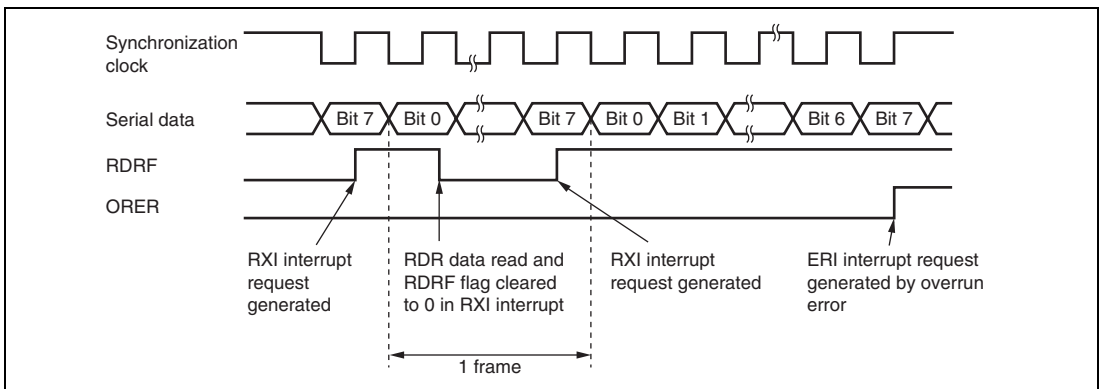 Synchronization
clock
Serial data
Bit 7 Bit 0 Bit 7 Bit 0 Bit 1 Bit 6 Bit 7
RDRF
ORER
RXI interrupt
request
generated
RDR data read and
RDRF flag cleared
to 0 in RXI interrupt
RXI interrupt
request generated
ERI interrupt request
generated by overrun
error
1 frame